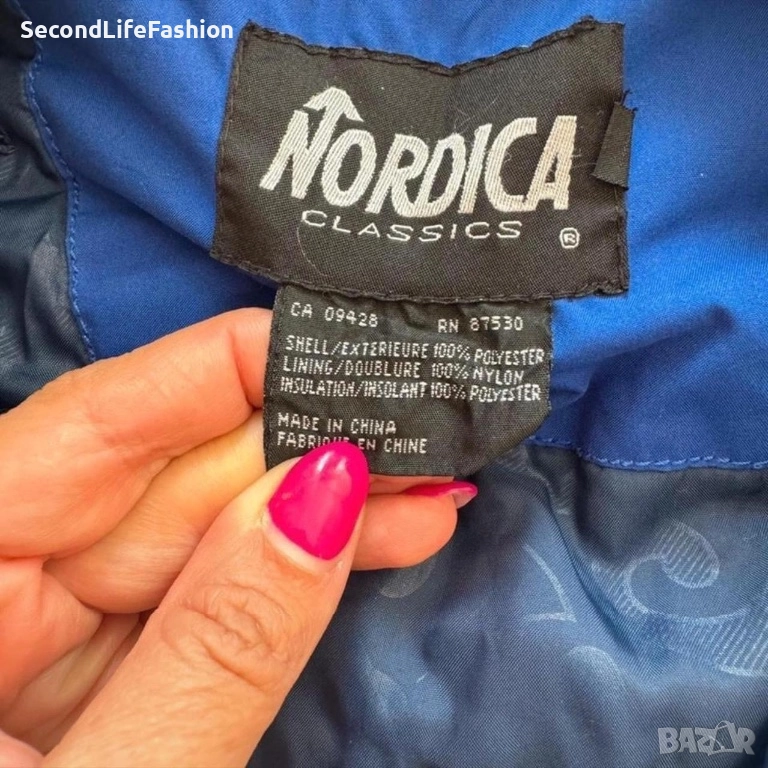 SecondLifeFashion
NORDICA
CLASSICS ®
CA 09428 RN 87530
SHELL/EXTERIEURE 100% POLYESTER
LINING/DOUBLURE 100% NYLON
INSULATION/INSOLANT 100% POLYESTER
MADE IN CHINA
FABRIQUE EN CHINE
BAZAR